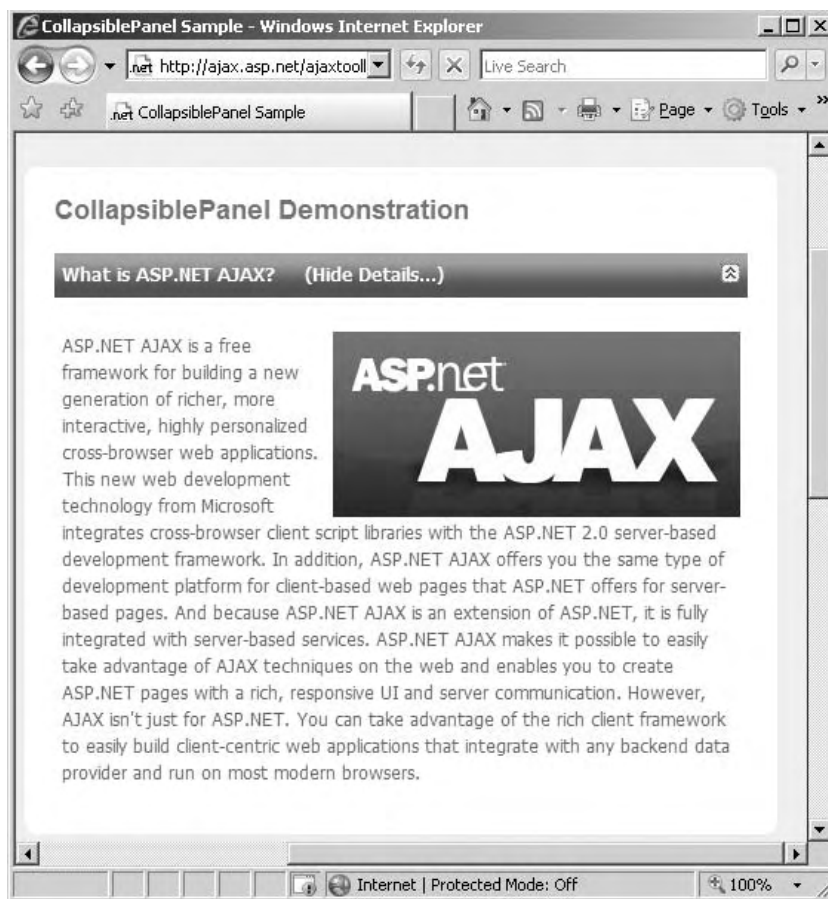 CollapsiblePanel Sample - Windows Internet Explorer
.net http://ajax.asp.net/ajaxtooll
Live Search
.net CollapsiblePanel Sample
Page
Tools
»
CollapsiblePanel Demonstration
What is ASP.NET AJAX? (Hide Details...)
ASP.net
AJAX
ASP.NET AJAX is a free
framework for building a new
generation of richer, more
interactive, highly personalized
cross-browser web applications.
This new web development
technology from Microsoft
integrates cross-browser client script libraries with the ASP.NET 2.0 server-based
development framework. In addition, ASP.NET AJAX offers you the same type of
development platform for client-based web pages that ASP.NET offers for server-
based pages. And because ASP.NET AJAX is an extension of ASP.NET, it is fully
integrated with server-based services. ASP.NET AJAX makes it possible to easily
take advantage of AJAX techniques on the web and enables you to create
ASP.NET pages with a rich, responsive UI and server communication. However,
AJAX isn't just for ASP.NET. You can take advantage of the rich client framework
to easily build client-centric web applications that integrate with any backend data
provider and run on most modern browsers.
Internet | Protected Mode: Off
100%